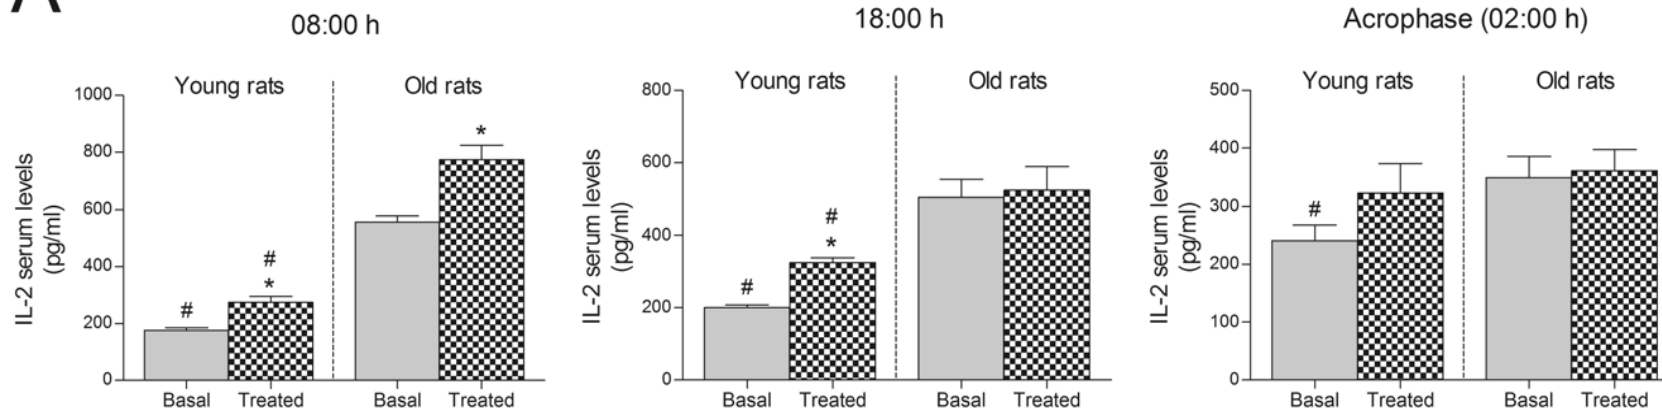 A
08:00 h
Young rats
Old rats
IL-2 serum levels
(pg/ml)
1000
800
600
400
200
0
#
#
*
*
Basal
Treated
Basal
Treated
18:00 h
Young rats
Old rats
IL-2 serum levels
(pg/ml)
800
600
400
200
0
#
#
*
Basal
Treated
Basal
Treated
Acrophase (02:00 h)
Young rats
Old rats
IL-2 serum levels
(pg/ml)
500
400
300
200
100
0
#
Basal
Treated
Basal
Treated